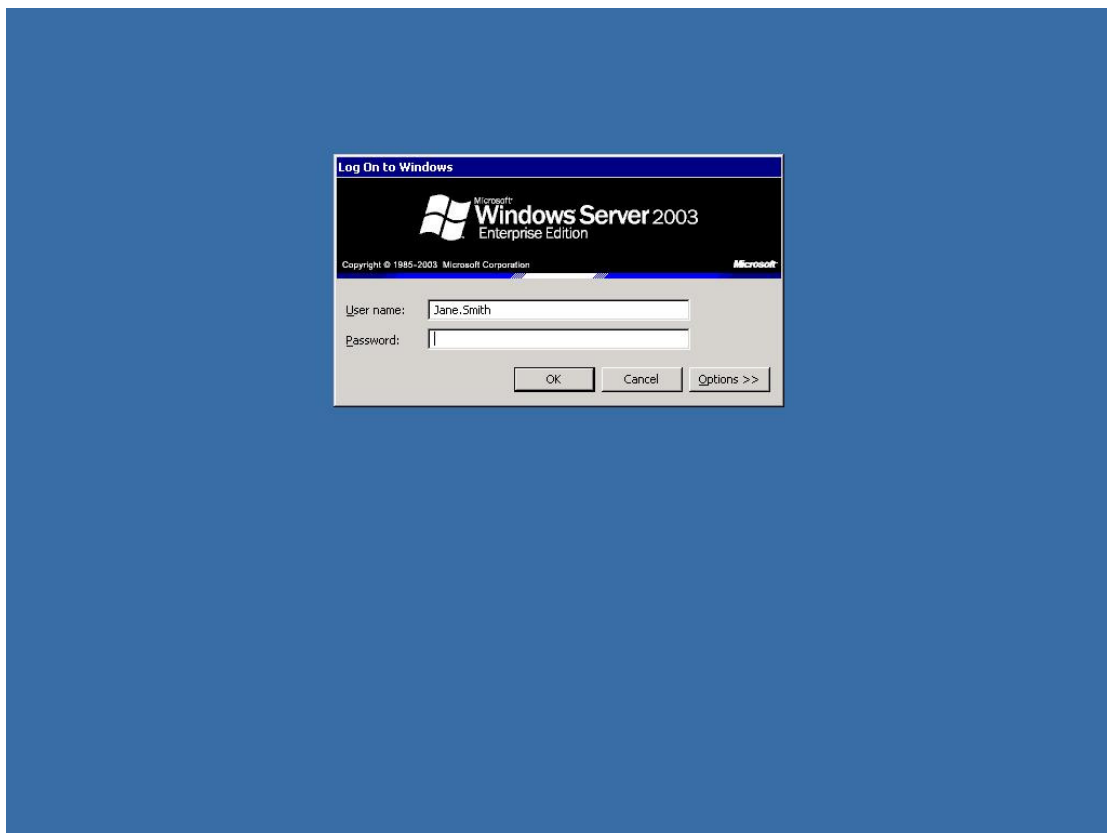 Log On to Windows
Microsoft
Windows Server 2003
Enterprise Edition
Copyright © 1985-2003 Microsoft Corporation Microsoft
User name: Jane.Smith
Password:
OK Cancel Options >>